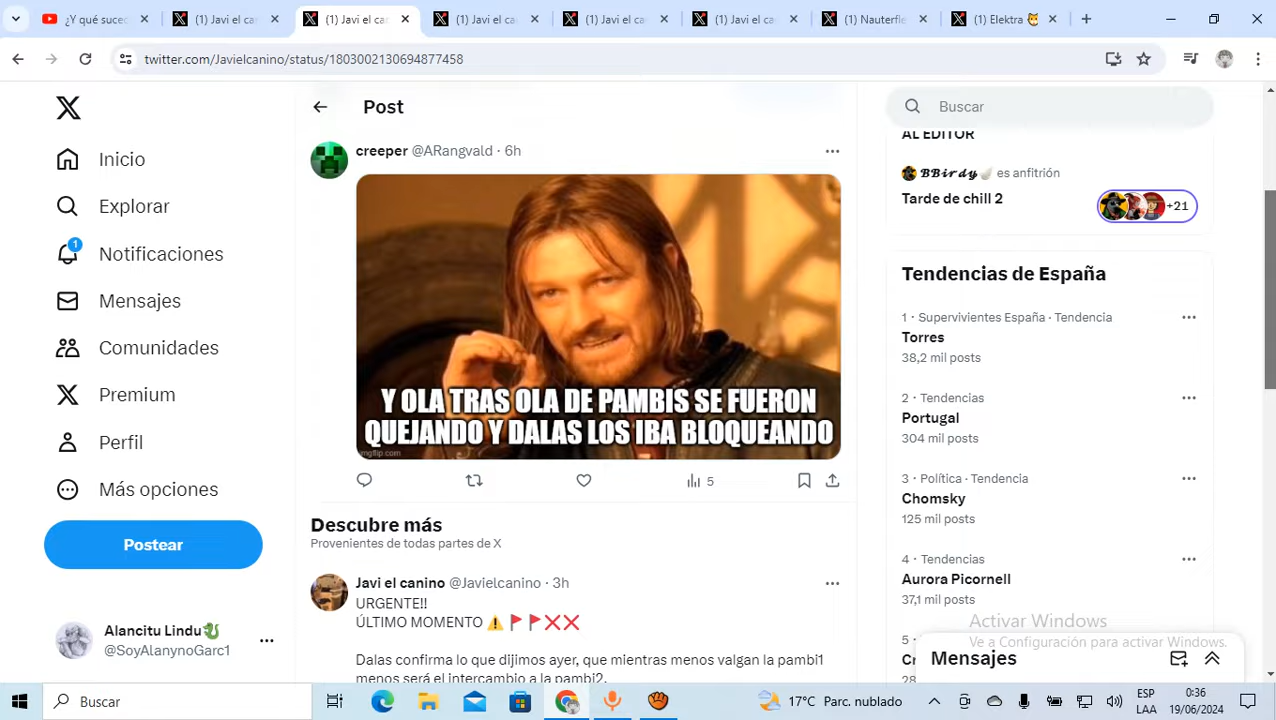 ¿Y qué suce
(1) Javi el ca
(1) Javi el ca
(1) Javi el ca
(1) Javi el ca
(1) Javi el ca
(1) Nauterfle
(1) Elektra
twitter.com/Javielcanino/status/1803002130694877458
X
Inicio
Explorar
1
Notificaciones
Mensajes
Comunidades
Premium
Perfil
Más opciones
Postear
Alancitu Lindu
@SoyAlanynoGarc1
Post
creeper @ARangvald · 6h
Y OLA TRAS OLA DE PAMBIS SE FUERON
QUEJANDO Y DALAS LOS IBA BLOQUEANDO
imgflip.com
5
Descubre más
Provenientes de todas partes de X
Javi el canino @Javielcanino · 3h
URGENTE!!
ÚLTIMO MOMENTO
Dalas confirma lo que dijimos ayer, que mientras menos valgan la pambi1
menos será el intercambio a la pambi2.
Buscar
AL EDITOR
BBirdy es anfitrión
Tarde de chill 2
+21
Tendencias de España
1 · Supervivientes España · Tendencia
Torres
38,2 mil posts
2 · Tendencias
Portugal
304 mil posts
3 · Política · Tendencia
Chomsky
125 mil posts
4 · Tendencias
Aurora Picornell
37,1 mil posts
5 ·
Activar Windows
Ve a Configuración para activar Windows.
Mensajes
Buscar
17°C Parc. nublado
ESP
LAA
0:36
19/06/2024